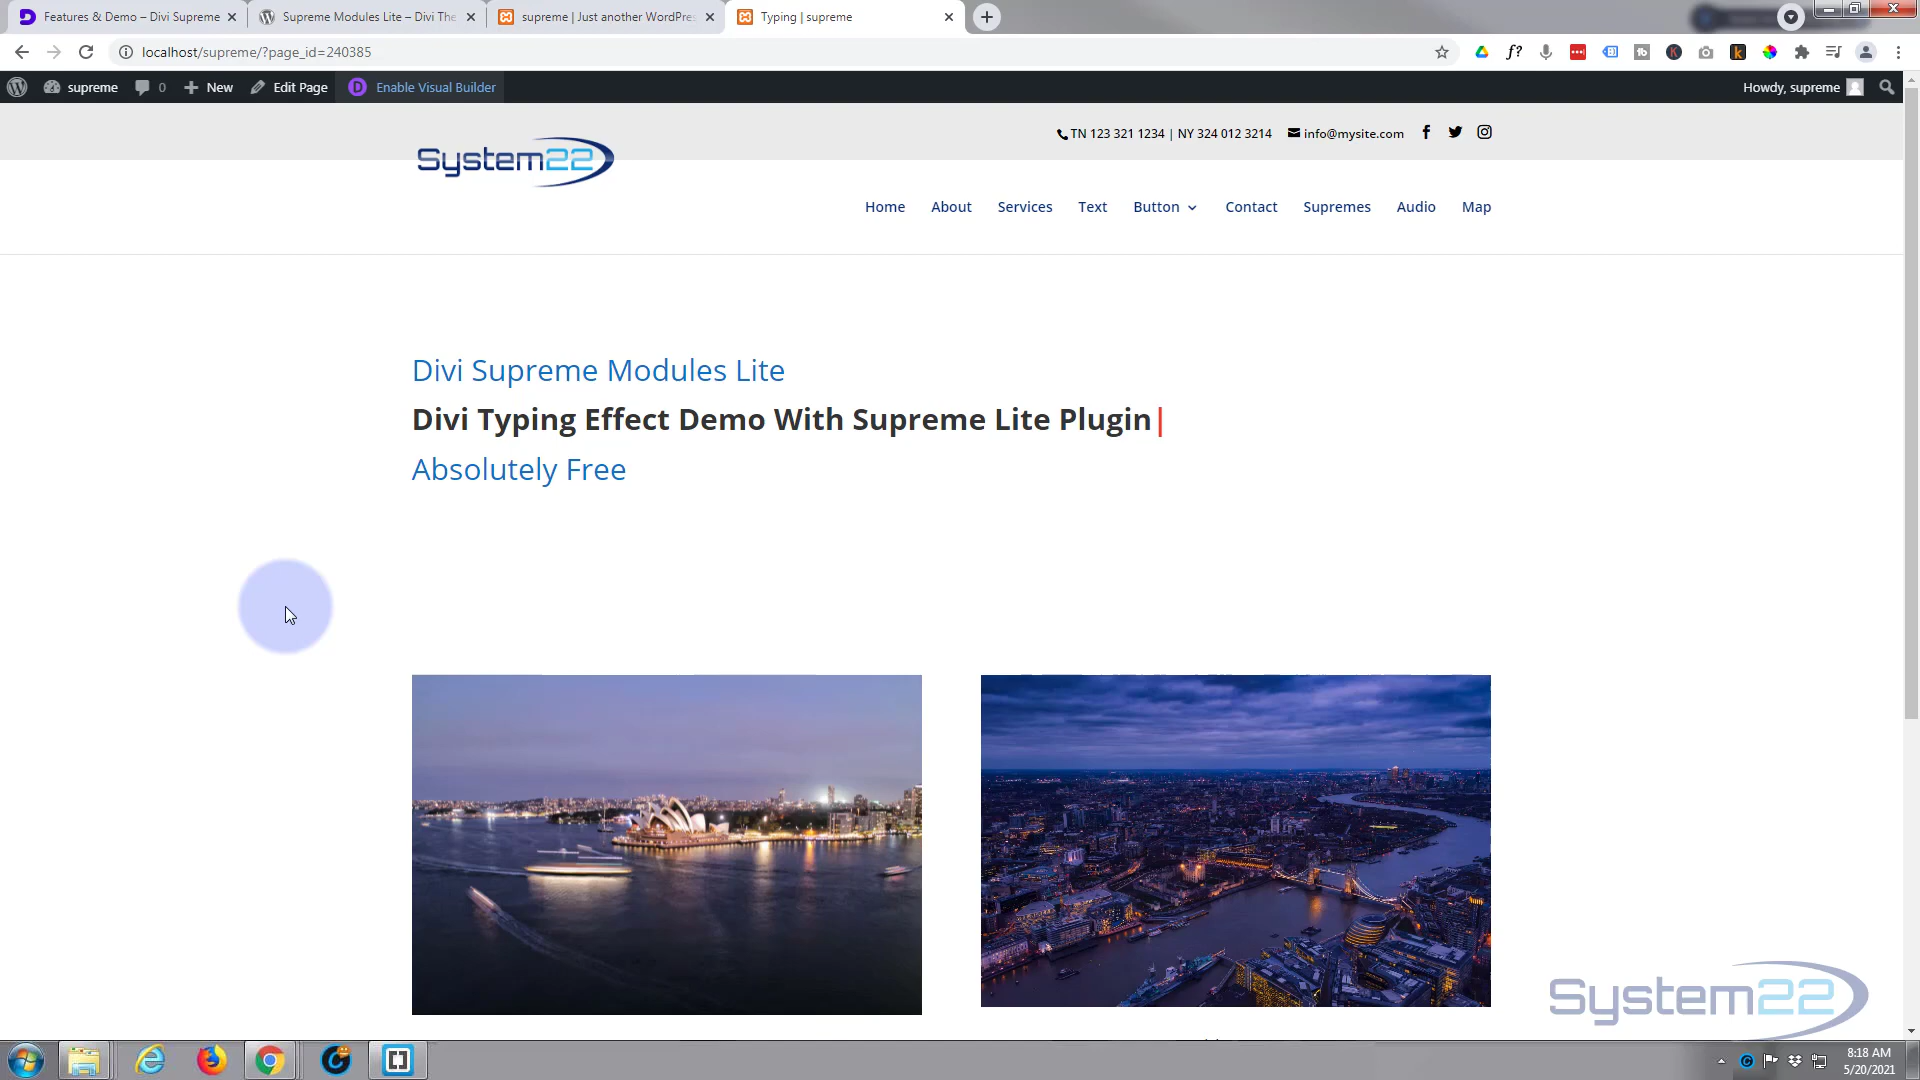 Features & Demo – Divi Supreme
Supreme Modules Lite – Divi The
supreme | Just another WordPres
Typing | supreme
localhost/supreme/?page_id=240385
supreme
0
New
Edit Page
Enable Visual Builder
Howdy, supreme
System22
TN 123 321 1234 | NY 324 012 3214
info@mysite.com
Home
About
Services
Text
Button
Contact
Supremes
Audio
Map
Divi Supreme Modules Lite
Divi Typing Effect Demo With Supreme Lite Plugin|
Absolutely Free
System22
8:18 AM
5/20/2021